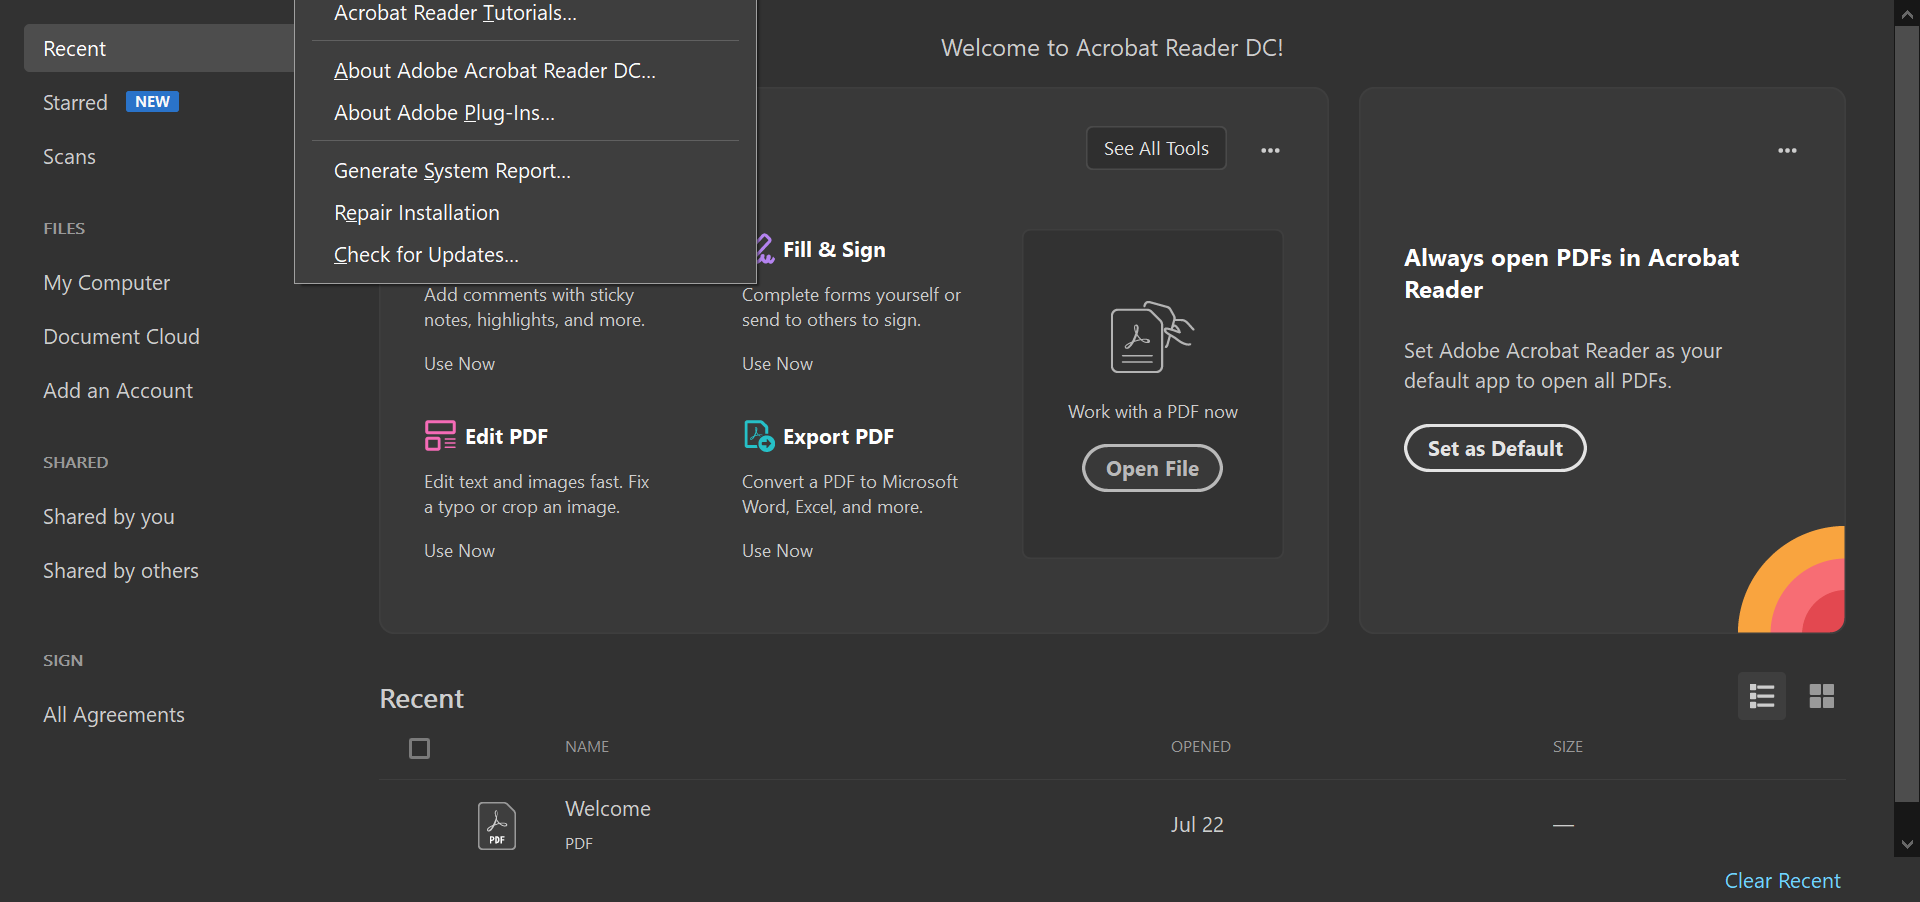 Recent
Starred NEW
Scans
FILES
My Computer
Document Cloud
Add an Account
SHARED
Shared by you
Shared by others
SIGN
All Agreements
Acrobat Reader Tutorials...
About Adobe Acrobat Reader DC...
About Adobe Plug-Ins...
Generate System Report...
Repair Installation
Check for Updates...
Welcome to Acrobat Reader DC!
See All Tools
Add comments with sticky
notes, highlights, and more.
Use Now
Fill & Sign
Complete forms yourself or
send to others to sign.
Use Now
Edit PDF
Edit text and images fast. Fix
a typo or crop an image.
Use Now
Export PDF
Convert a PDF to Microsoft
Word, Excel, and more.
Use Now
Work with a PDF now
Open File
Always open PDFs in Acrobat
Reader
Set Adobe Acrobat Reader as your
default app to open all PDFs.
Set as Default
Recent
NAME OPENED SIZE
PDF
Welcome
PDF
Jul 22 —
Clear Recent